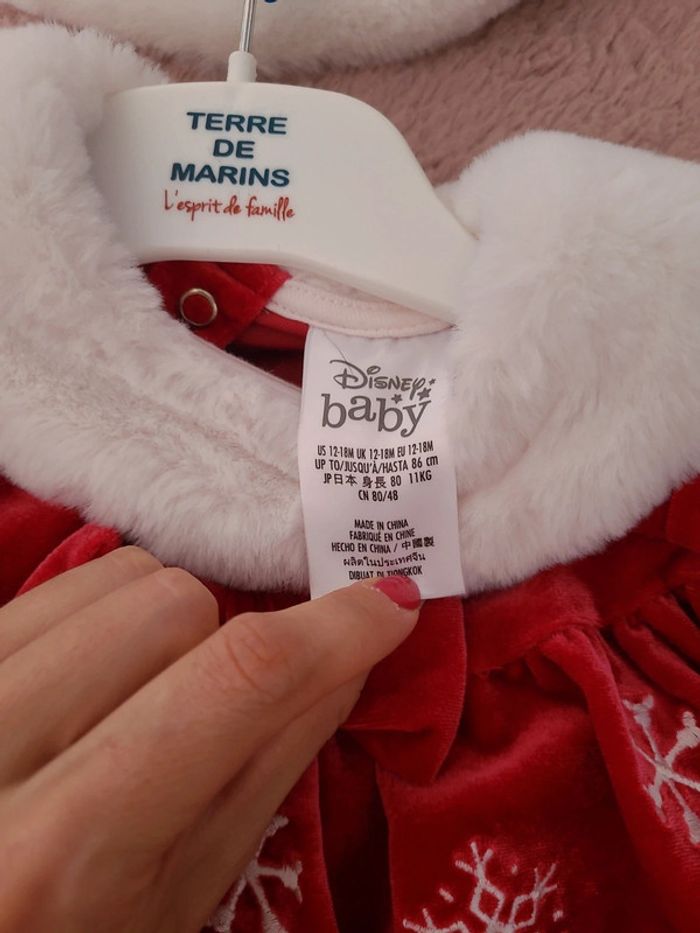 TERRE
DE
MARINS
L'esprit de famille
Disney
baby
US 12-18M UK 12-18M EU 12-18M
UP TO/JUSQU'À/HASTA 86 cm
JP日本 身長 80 11KG
CN 80/48
MADE IN CHINA
FABRIQUÉ EN CHINE
HECHO EN CHINA / 中國製
ผลิตในประเทศจีน
DIBUAT DI TIONGKOK